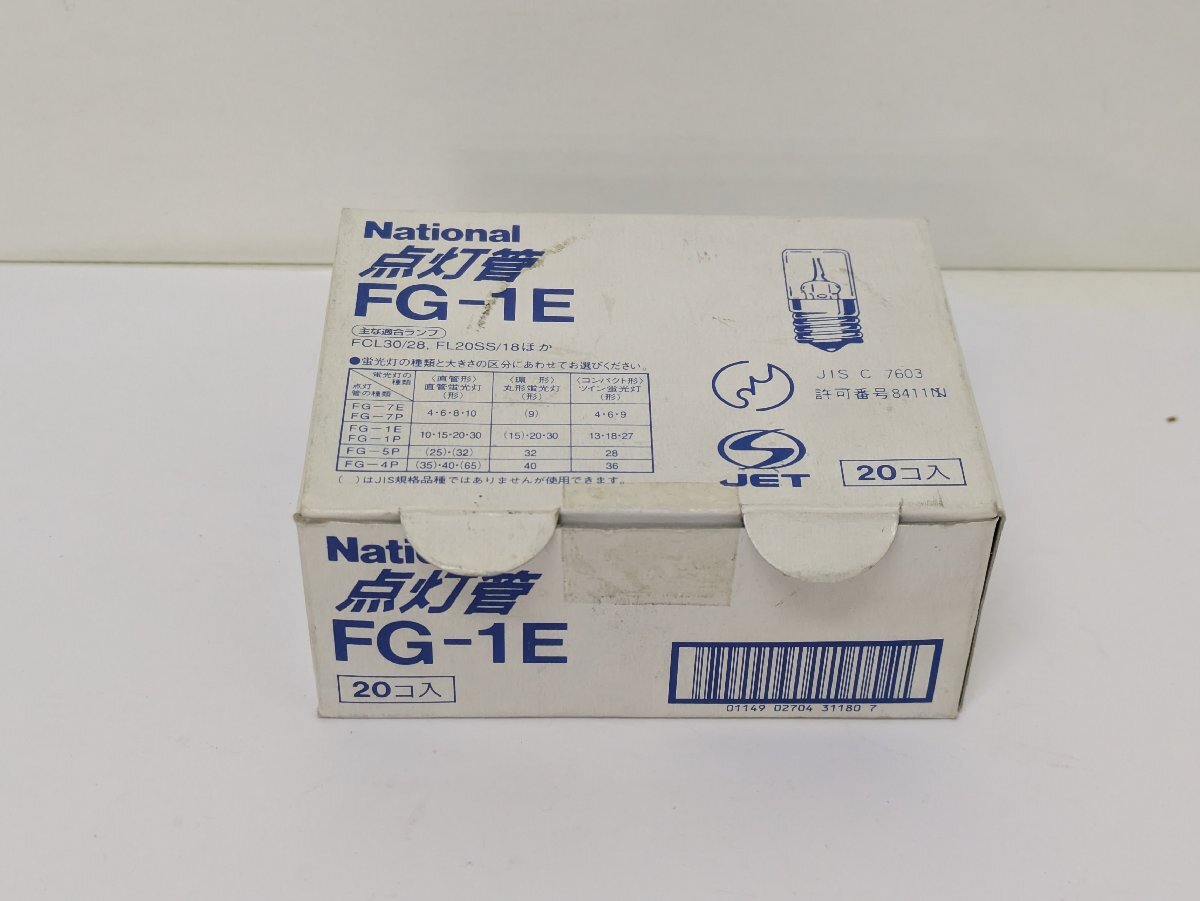 National
点灯管
FG-1E
主な適合ランプ
FCL30/28, FL20SS/18ほか
●蛍光灯の種類と大きさの区分にあわせてお選びください。
蛍光灯の種類 点灯管の種類 〈直管形〉直管蛍光灯(形) 〈環形〉丸形蛍光灯(形) 〈コンパクト形〉ツイン蛍光灯(形)
FG-7E FG-7P 4・6・8・10 (9) 4・6・9
FG-1E FG-1P 10・15・20・30 (15)・20・30 13・18・27
FG-5P (25)・(32) 32 28
FG-4P (35)・40・(65) 40 36
( )はJIS規格品種ではありませんが使用できます。
JIS C 7603
許可番号8411
JET
20コ入
Nati
点灯管
FG-1E
20コ入
01149 02704 31180 7